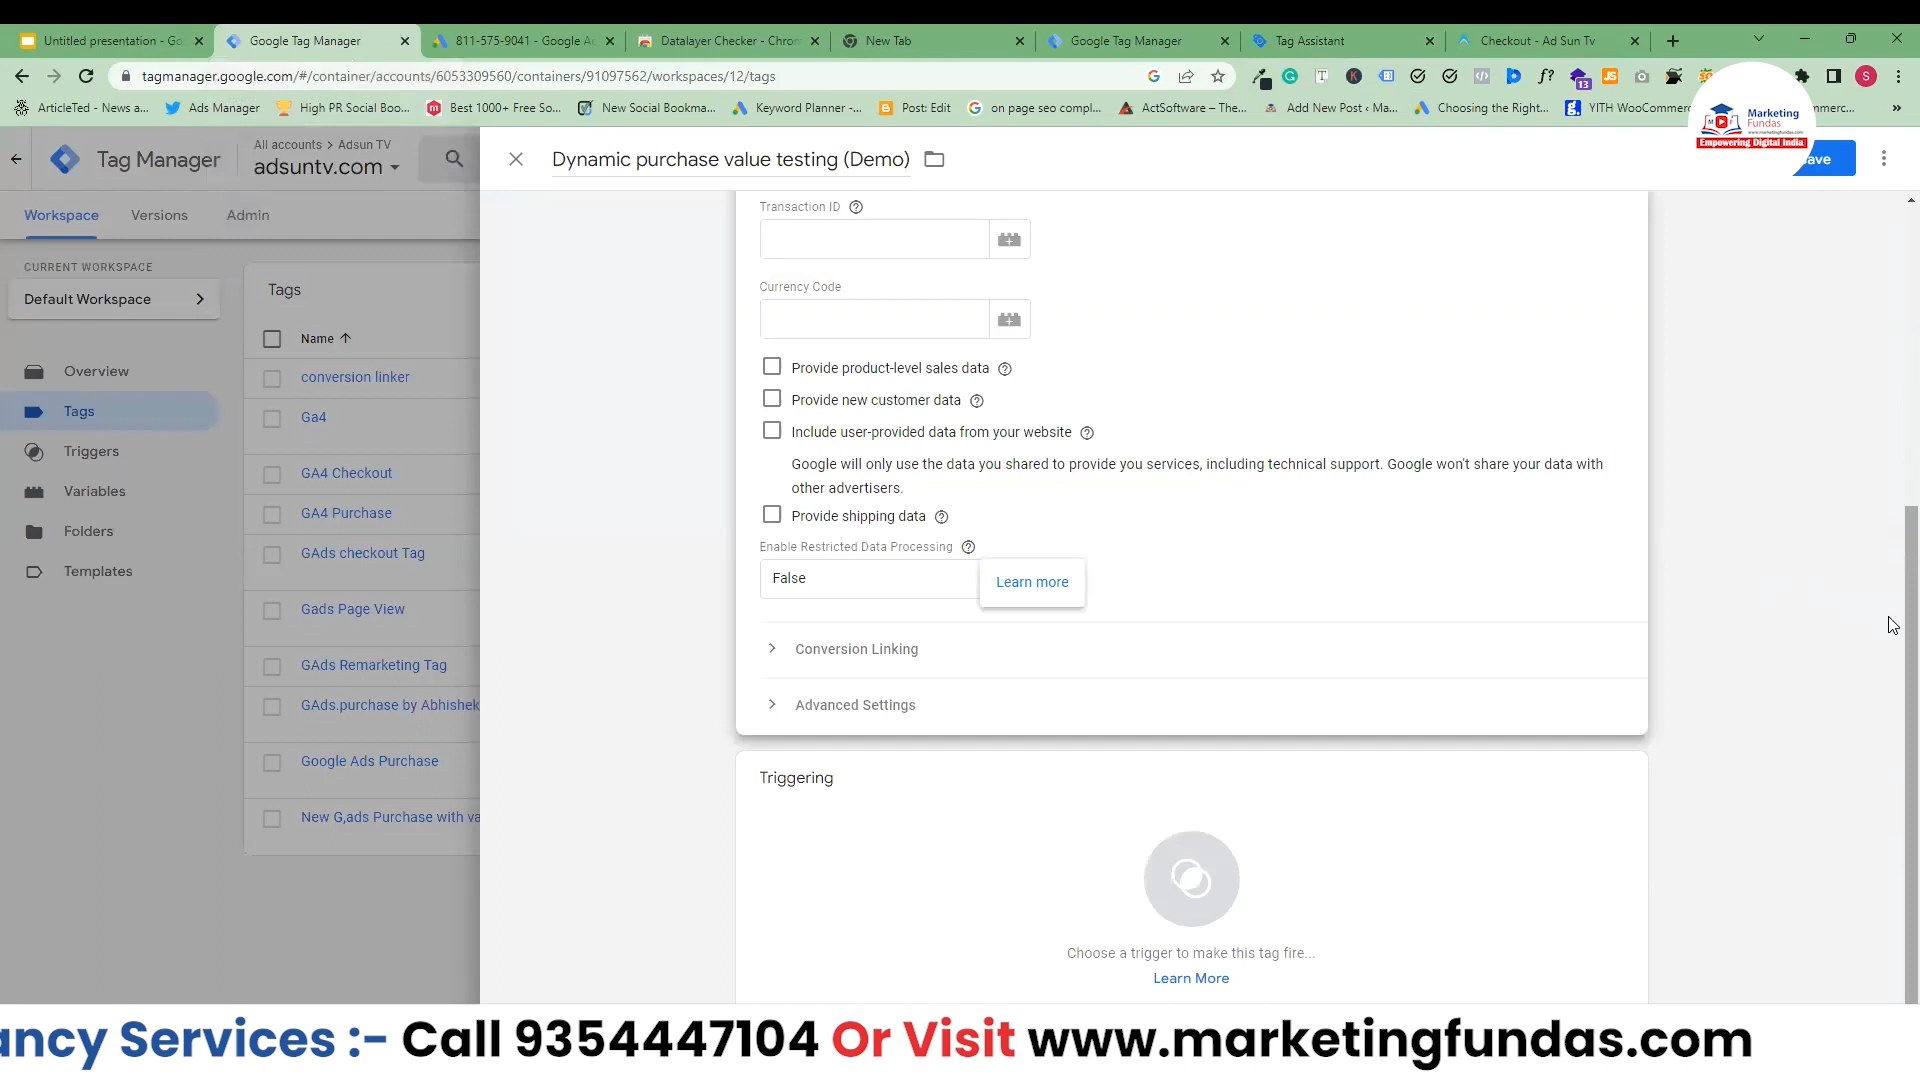 Untitled presentation - Go
Google Tag Manager
811-575-9041 - Google Ac
Datalayer Checker - Chrom
New Tab
Google Tag Manager
Tag Assistant
Checkout - Ad Sun Tv
tagmanager.google.com/#/container/accounts/6053309560/containers/91097562/workspaces/12/tags
13
S
ArticleTed - News a...
Ads Manager
High PR Social Boo...
Best 1000+ Free So...
New Social Bookma...
Keyword Planner -...
Post: Edit
on page seo compl...
ActSoftware – The...
Add New Post ‹ Ma...
Choosing the Right...
YITH WooCommerc
mmerc...
Marketing
Fundas
www.marketingfundas.com
Empowering Digital India
Tag Manager
All accounts > Adsun TV
adsuntv.com
Dynamic purchase value testing (Demo)
ave
Workspace
Versions
Admin
CURRENT WORKSPACE
Default Workspace
Overview
Tags
Triggers
Variables
Folders
Templates
Tags
Name
conversion linker
Ga4
GA4 Checkout
GA4 Purchase
GAds checkout Tag
Gads Page View
GAds Remarketing Tag
GAds.purchase by Abhishek
Google Ads Purchase
New G,ads Purchase with va
Transaction ID
Currency Code
Provide product-level sales data
Provide new customer data
Include user-provided data from your website
Google will only use the data you shared to provide you services, including technical support. Google won't share your data with
other advertisers.
Provide shipping data
Enable Restricted Data Processing
False
Learn more
Conversion Linking
Advanced Settings
Triggering
Choose a trigger to make this tag fire...
Learn More
ancy Services :- Call 9354447104 Or Visit www.marketingfundas.com